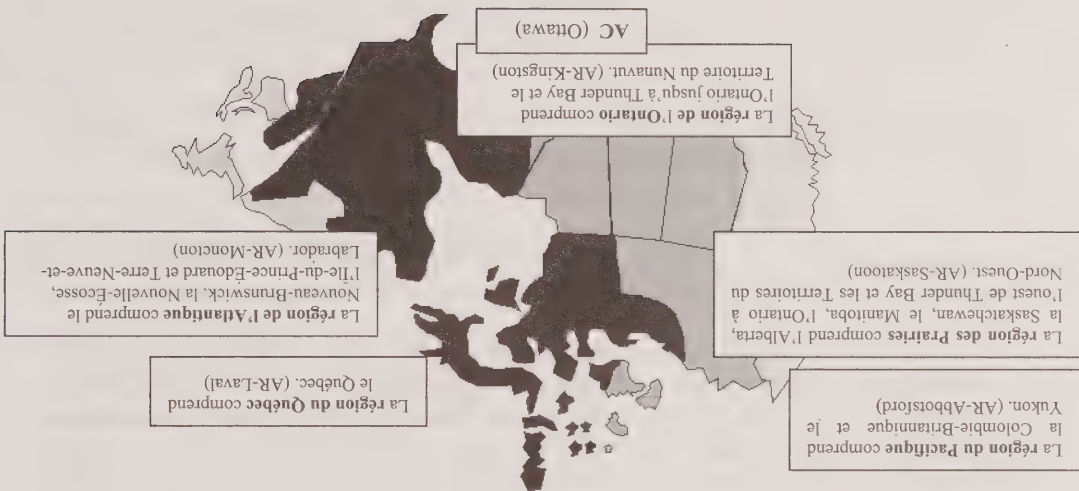 La région du Pacifique comprend
la Colombie-Britannique et le
Yukon. (AR-Abbotsford)
La région des Prairies comprend l'Alberta,
la Saskatchewan, le Manitoba, l'Ontario à
l'ouest de Thunder Bay et les Territoires du
Nord-Ouest. (AR-Saskatoon)
La région du Québec comprend
le Québec. (AR-Laval)
La région de l'Atlantique comprend le
Nouveau-Brunswick, la Nouvelle-Écosse,
l'Île-du-Prince-Édouard et Terre-Neuve-et-
Labrador. (AR-Moncton)
La région de l'Ontario comprend
l'Ontario jusqu'à Thunder Bay et le
Territoire du Nunavut. (AR-Kingston)
AC (Ottawa)